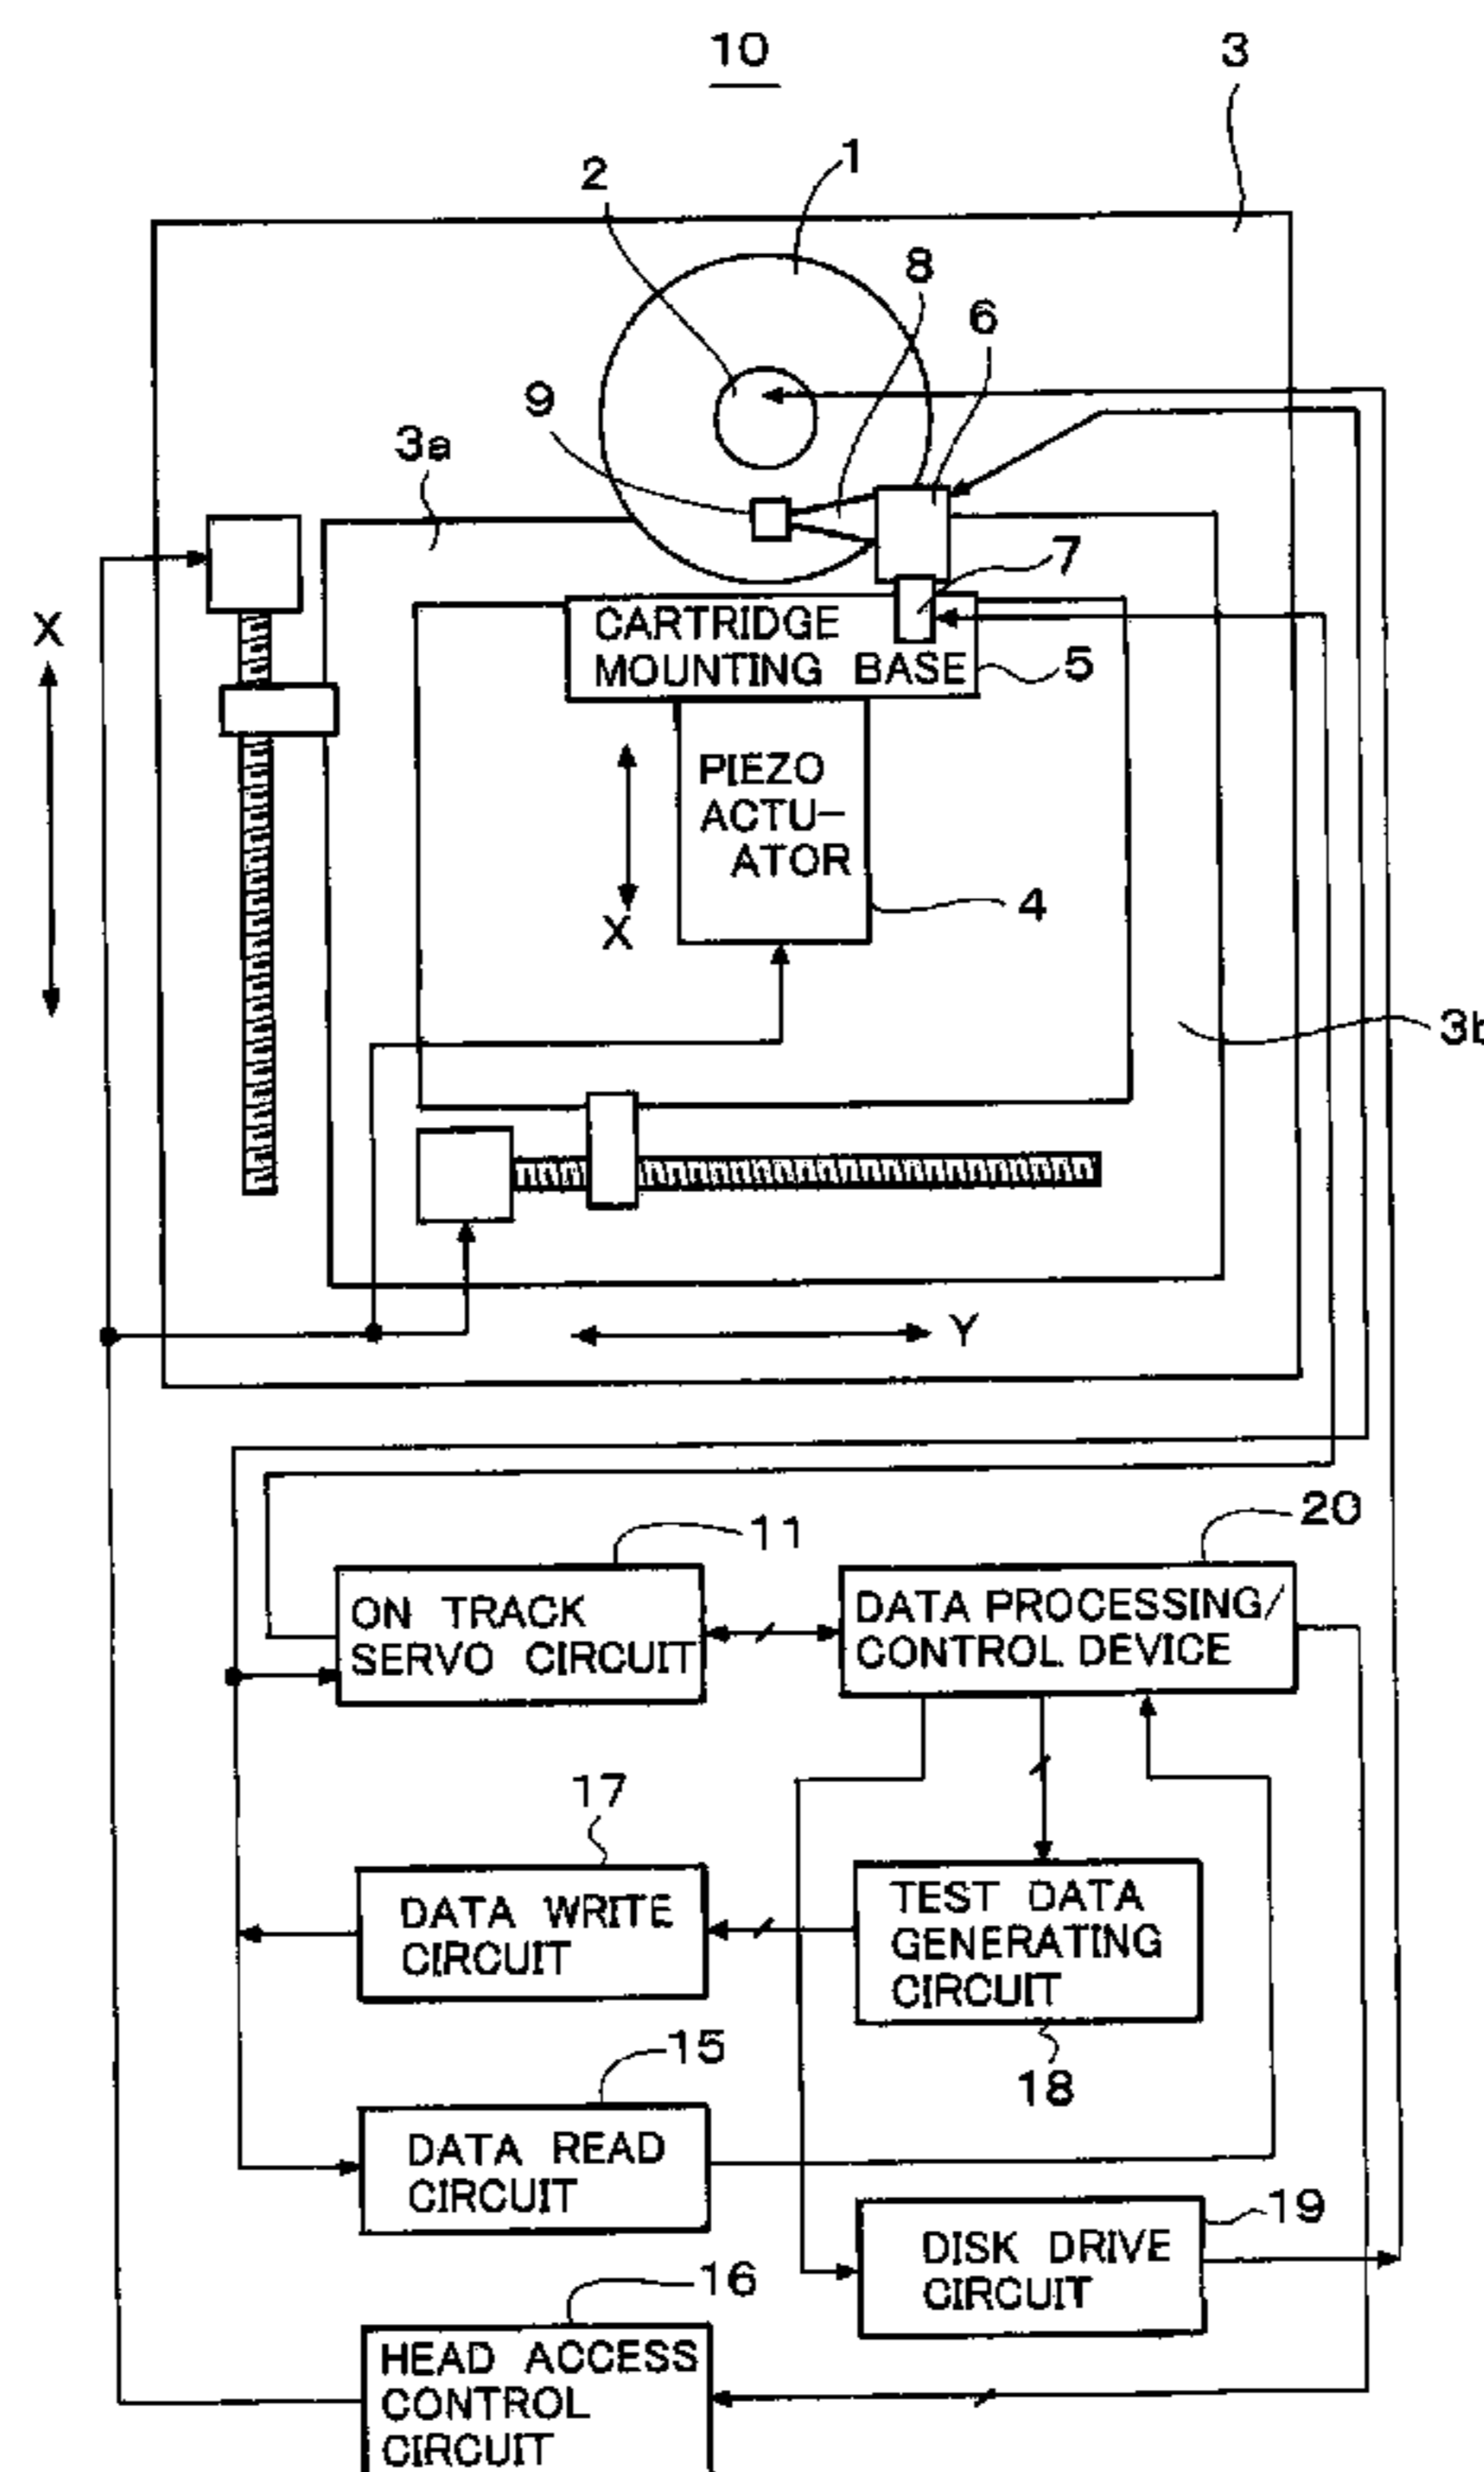 10
3
1
2
8
6
9
3a
7
X
CARTRIDGE
MOUNTING BASE
5
PIEZO
ACTU-
ATOR
4
X
3b
Y
11
20
ON TRACK
SERVO CIRCUIT
DATA PROCESSING/
CONTROL DEVICE
17
DATA WRITE
CIRCUIT
TEST DATA
GENERATING
CIRCUIT
15
18
DATA READ
CIRCUIT
19
DISK DRIVE
CIRCUIT
16
HEAD ACCESS
CONTROL
CIRCUIT